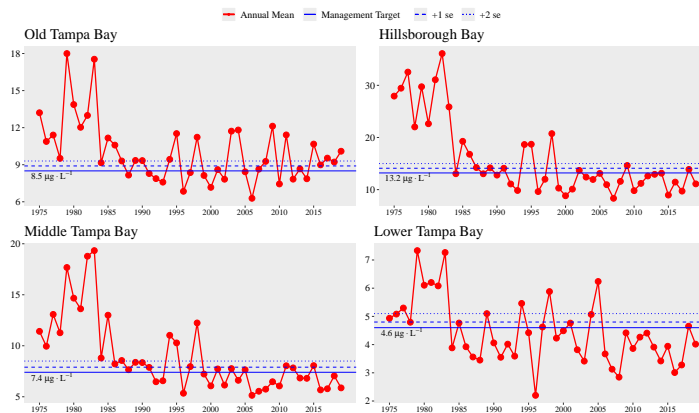 Annual Mean Management Target +1 se +2 se
Old Tampa Bay
18
15
12
9
6
8.5 µg · L⁻¹
1975 1980 1985 1990 1995 2000 2005 2010 2015
Hillsborough Bay
30
20
10
13.2 µg · L⁻¹
1975 1980 1985 1990 1995 2000 2005 2010 2015
Middle Tampa Bay
20
15
10
5
7.4 µg · L⁻¹
1975 1980 1985 1990 1995 2000 2005 2010 2015
Lower Tampa Bay
7
6
5
4
3
2
4.6 µg · L⁻¹
1975 1980 1985 1990 1995 2000 2005 2010 2015